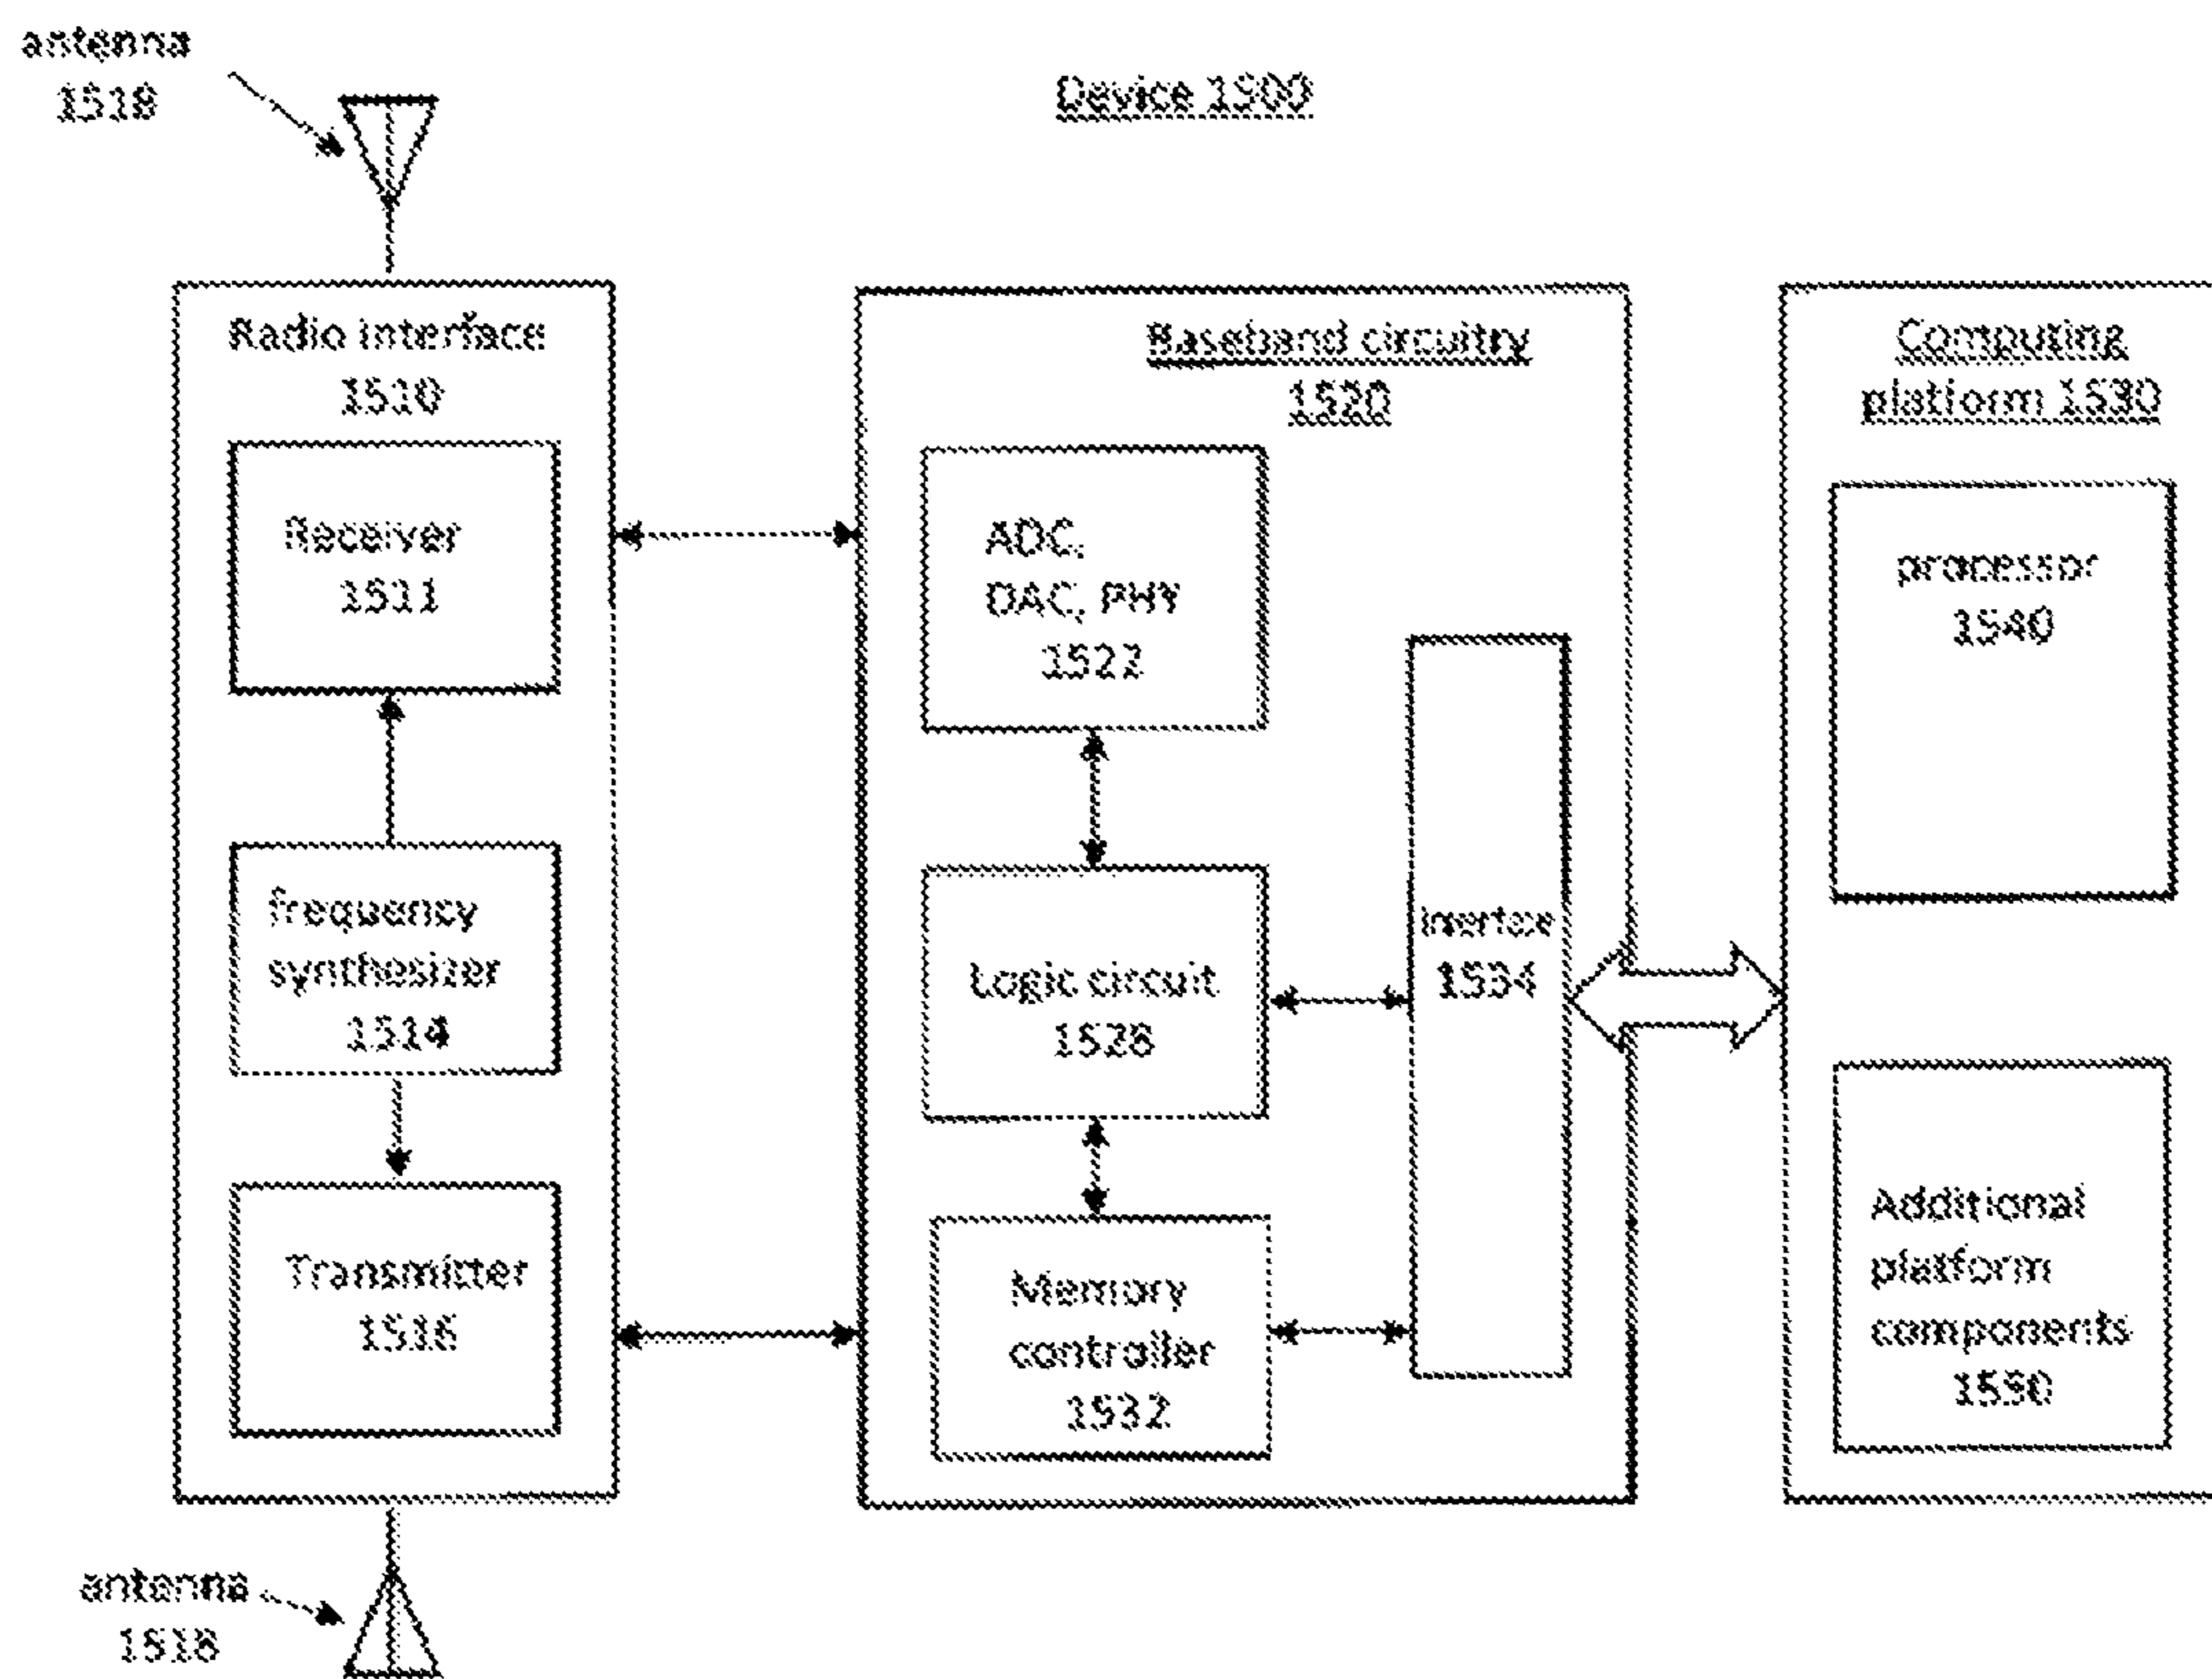 antenna
1518
Device 1500
Radio interface
1510
Receiver
1511
frequency
synthesizer
1514
Transmitter
1516
antenna
1518
Baseband circuitry
1520
ADC,
DAC, PHY
1522
Logic circuit
1528
Memory
controller
1532
1534
Computing
platform 1530
processor
1540
Additional
platform
components
1550